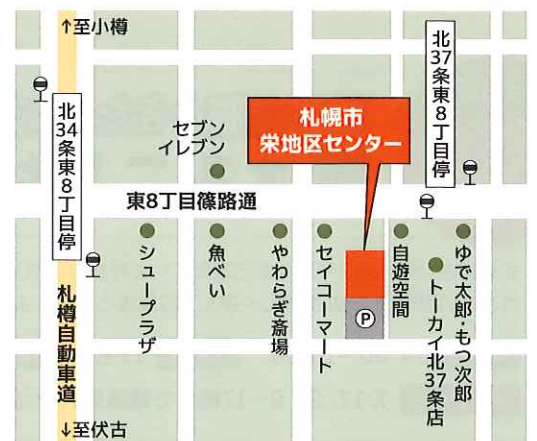 ↑至小樽
北34条東8丁目停
札樽自動車道
↓至伏古
セブン
イレブン
東8丁目篠路通
札幌市
栄地区センター
北37条東8丁目停
シュープラザ
魚べい
やわらぎ斎場
セイコーマート
P
自遊空間
トーカイ北37条店
ゆで太郎・もつ次郎